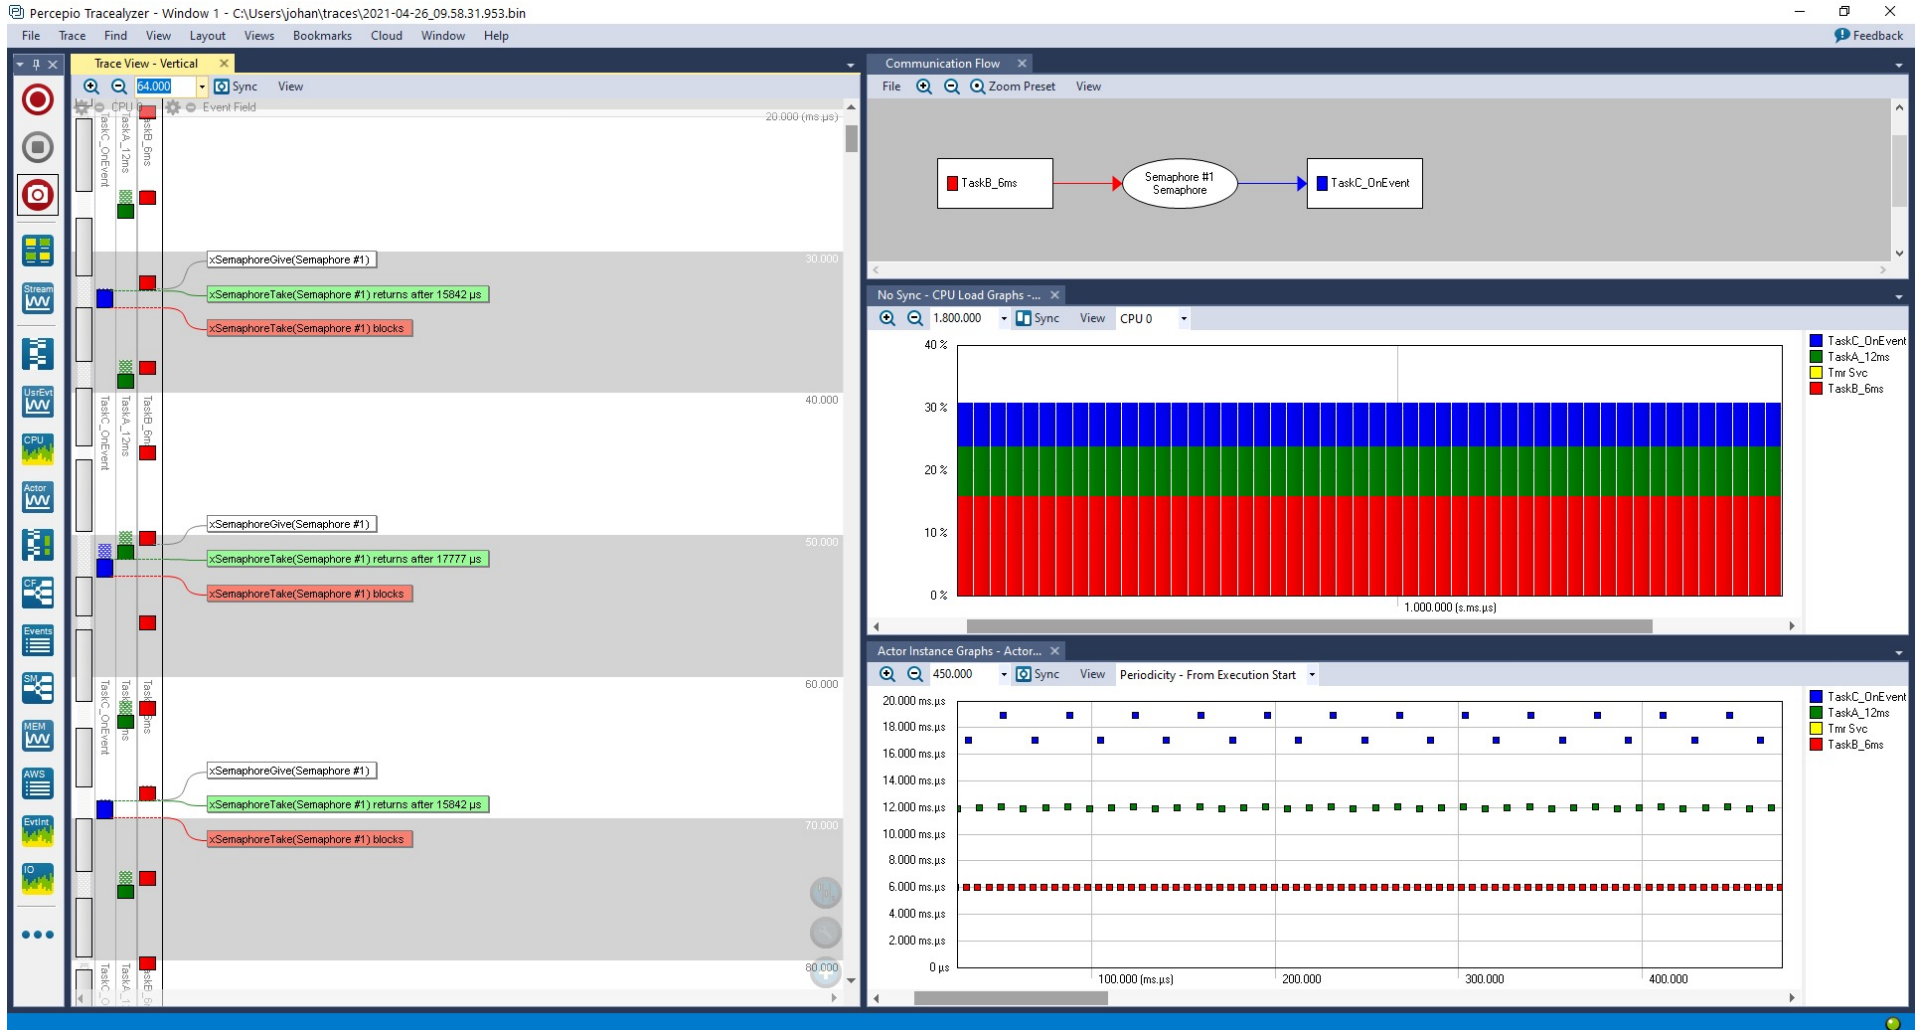 Percepio Tracealyzer - Window 1 - C:\Users\johan\traces\2021-04-26_09.58.31.953.bin
File Trace Find View Layout Views Bookmarks Cloud Window Help
Feedback
Trace View - Vertical
64.000 Sync View
CPU 0 Event Field
20.000 (ms.µs)
TaskC_OnEvent
TaskA_12ms
TaskB_6ms
xSemaphoreGive(Semaphore #1)
30.000
xSemaphoreTake(Semaphore #1) returns after 15842 µs
xSemaphoreTake(Semaphore #1) blocks
40.000
TaskC_OnEvent
TaskA_12ms
TaskB_6ms
xSemaphoreGive(Semaphore #1)
50.000
xSemaphoreTake(Semaphore #1) returns after 17777 µs
xSemaphoreTake(Semaphore #1) blocks
60.000
TaskC_OnEvent
xSemaphoreGive(Semaphore #1)
xSemaphoreTake(Semaphore #1) returns after 15842 µs
70.000
xSemaphoreTake(Semaphore #1) blocks
80.000
Stream
UsrEvt
CPU
Actor
CF
Events
SM
MEM
AWS
EvtInt
IO
Communication Flow
File Zoom Preset View
TaskB_6ms
Semaphore #1
Semaphore
TaskC_OnEvent
No Sync - CPU Load Graphs -...
1.800.000 Sync View CPU 0
40 %
30 %
20 %
10 %
0 %
1.000.000 (s.ms.µs)
TaskC_OnEvent
TaskA_12ms
Tmr Svc
TaskB_6ms
Actor Instance Graphs - Actor...
450.000 Sync View Periodicity - From Execution Start
20.000 ms.µs
18.000 ms.µs
16.000 ms.µs
14.000 ms.µs
12.000 ms.µs
10.000 ms.µs
8.000 ms.µs
6.000 ms.µs
4.000 ms.µs
2.000 ms.µs
0 µs
100.000 (ms.µs) 200.000 300.000 400.000
TaskC_OnEvent
TaskA_12ms
Tmr Svc
TaskB_6ms